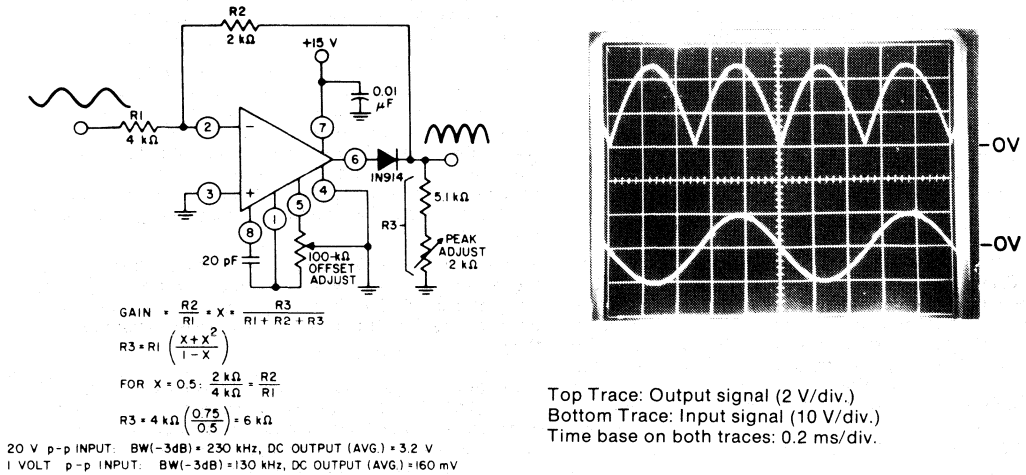 R2
2 kΩ
+15 V
0.01
μF
R1
4 kΩ
2
−
7
3
+
6
1N914
4
5
1
8
5.1 kΩ
R3
PEAK
ADJUST
2 kΩ
20 pF
100-kΩ
OFFSET
ADJUST
GAIN = R2/R1 = X = R3/(R1 + R2 + R3)
R3 = R1 ((X + X²)/(1 − X))
FOR X = 0.5: 2 kΩ/4 kΩ = R2/R1
R3 = 4 kΩ (0.75/0.5) = 6 kΩ
20 V p-p INPUT: BW(-3dB) = 230 kHz, DC OUTPUT (AVG.) = 3.2 V
1 VOLT p-p INPUT: BW(-3dB) = 130 kHz, DC OUTPUT (AVG.) = 160 mV
-0V
-0V
Top Trace: Output signal (2 V/div.)
Bottom Trace: Input signal (10 V/div.)
Time base on both traces: 0.2 ms/div.